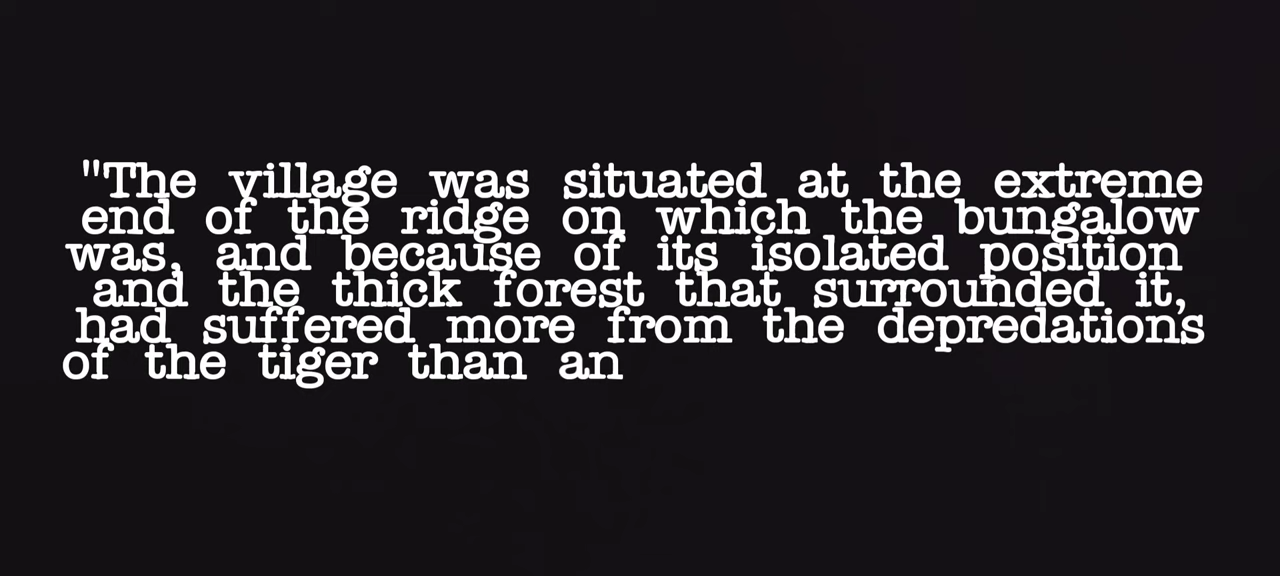 "The village was situated at the extreme
end of the ridge on which the bungalow
was, and because of its isolated position
and the thick forest that surrounded it,
had suffered more from the depredations
of the tiger than an